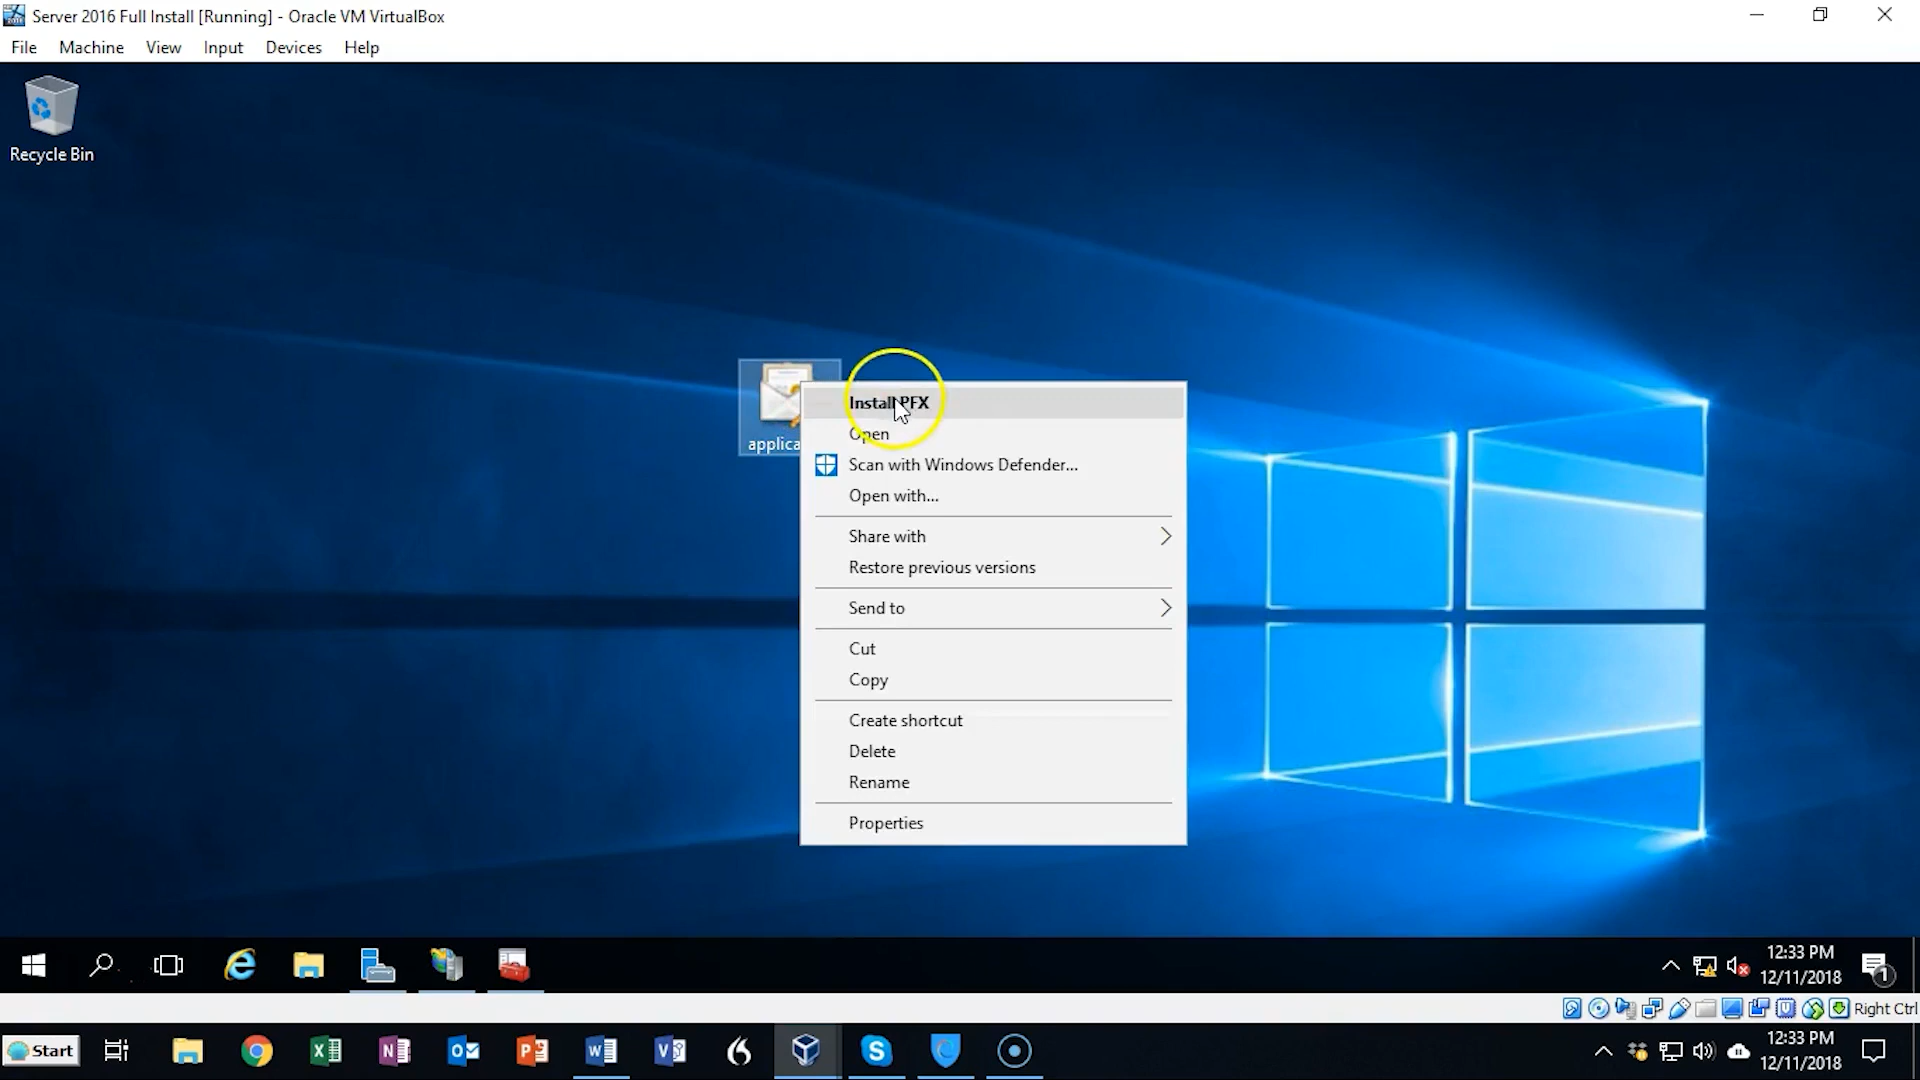 Server 2016 Full Install [Running] - Oracle VM VirtualBox
File Machine View Input Devices Help
Recycle Bin
applica
Install PFX
Open
Scan with Windows Defender...
Open with...
Share with
Restore previous versions
Send to
Cut
Copy
Create shortcut
Delete
Rename
Properties
12:33 PM
12/11/2018
1
Right Ctrl
Start
12:33 PM
12/11/2018